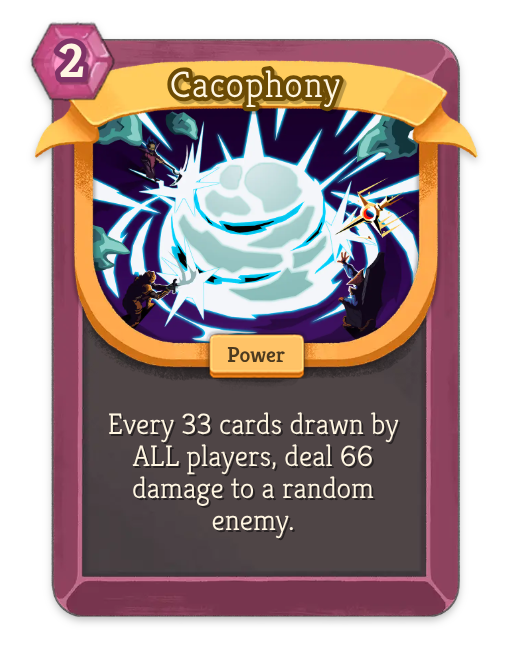 2
Cacophony
Power
Every 33 cards drawn by
ALL players, deal 66
damage to a random
enemy.